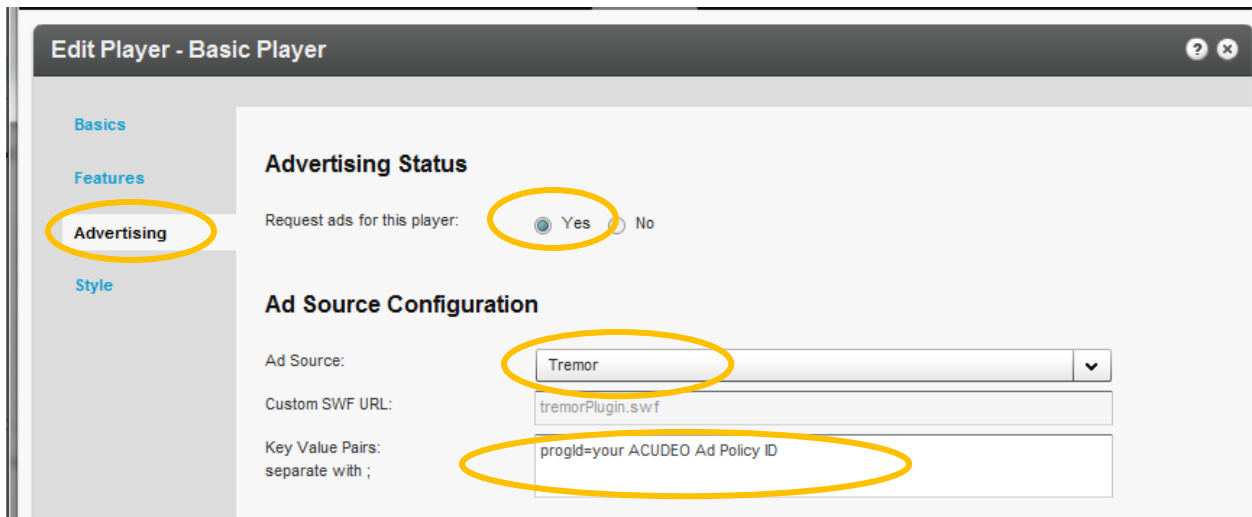 Edit Player - Basic Player
Basics
Features
Advertising
Style
Advertising Status
Request ads for this player:
Yes
No
Ad Source Configuration
Ad Source:
Tremor
Custom SWF URL:
tremorPlugin.swf
Key Value Pairs:
separate with ;
progId=your ACUDEO Ad Policy ID